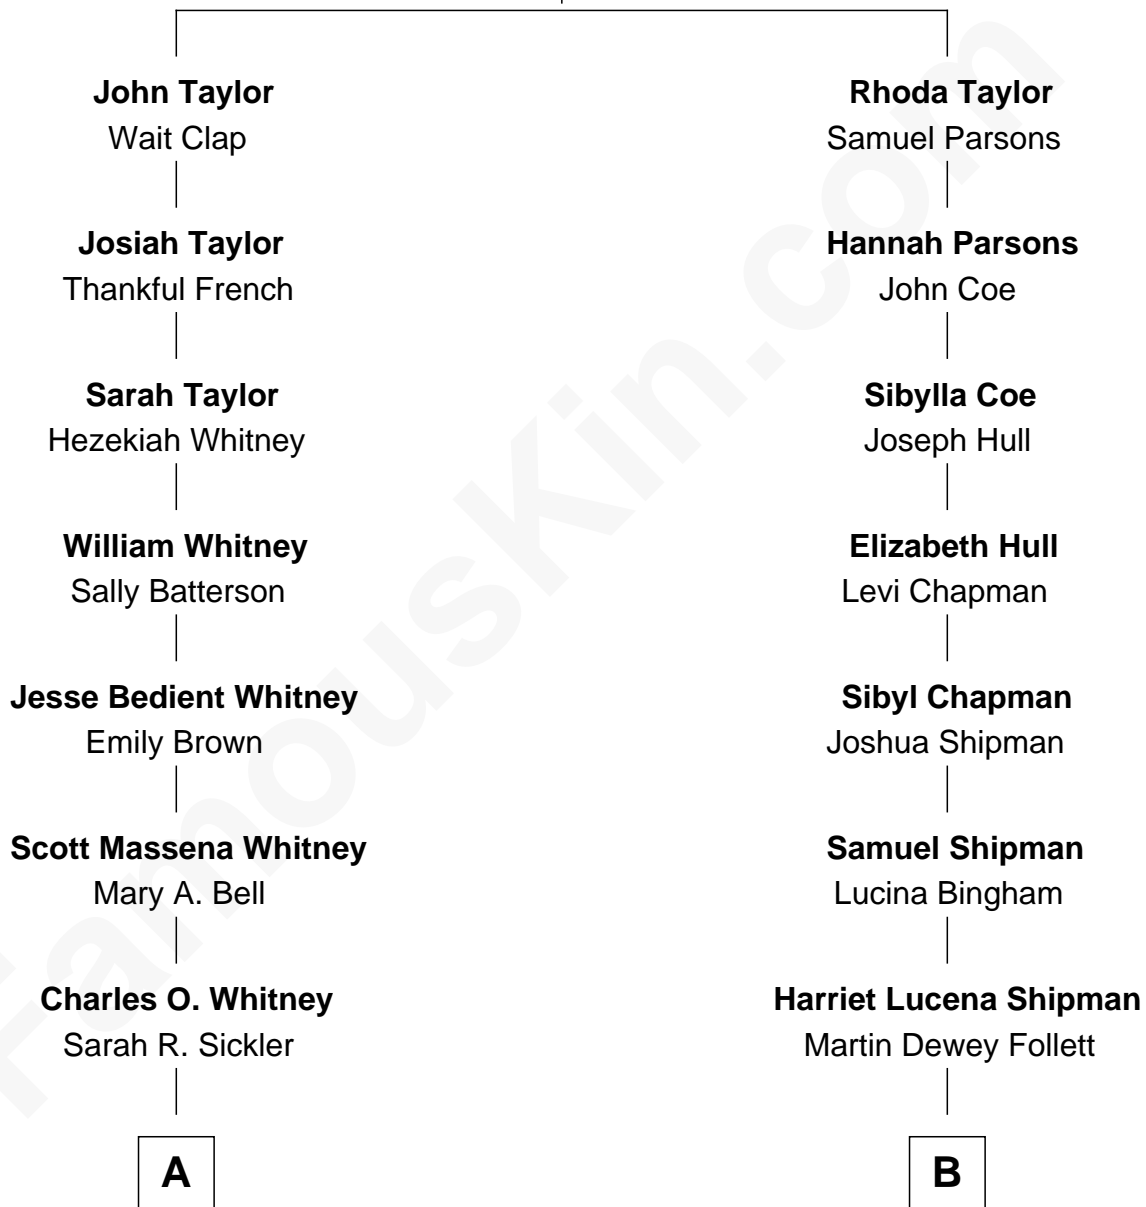 John Taylor
Wait Clap
Josiah Taylor
Thankful French
Sarah Taylor
Hezekiah Whitney
William Whitney
Sally Batterson
Jesse Bedient Whitney
Emily Brown
Scott Massena Whitney
Mary A. Bell
Charles O. Whitney
Sarah R. Sickler
A
Rhoda Taylor
Samuel Parsons
Hannah Parsons
John Coe
Sibylla Coe
Joseph Hull
Elizabeth Hull
Levi Chapman
Sibyl Chapman
Joshua Shipman
Samuel Shipman
Lucina Bingham
Harriet Lucena Shipman
Martin Dewey Follett
B
FamousKin.com